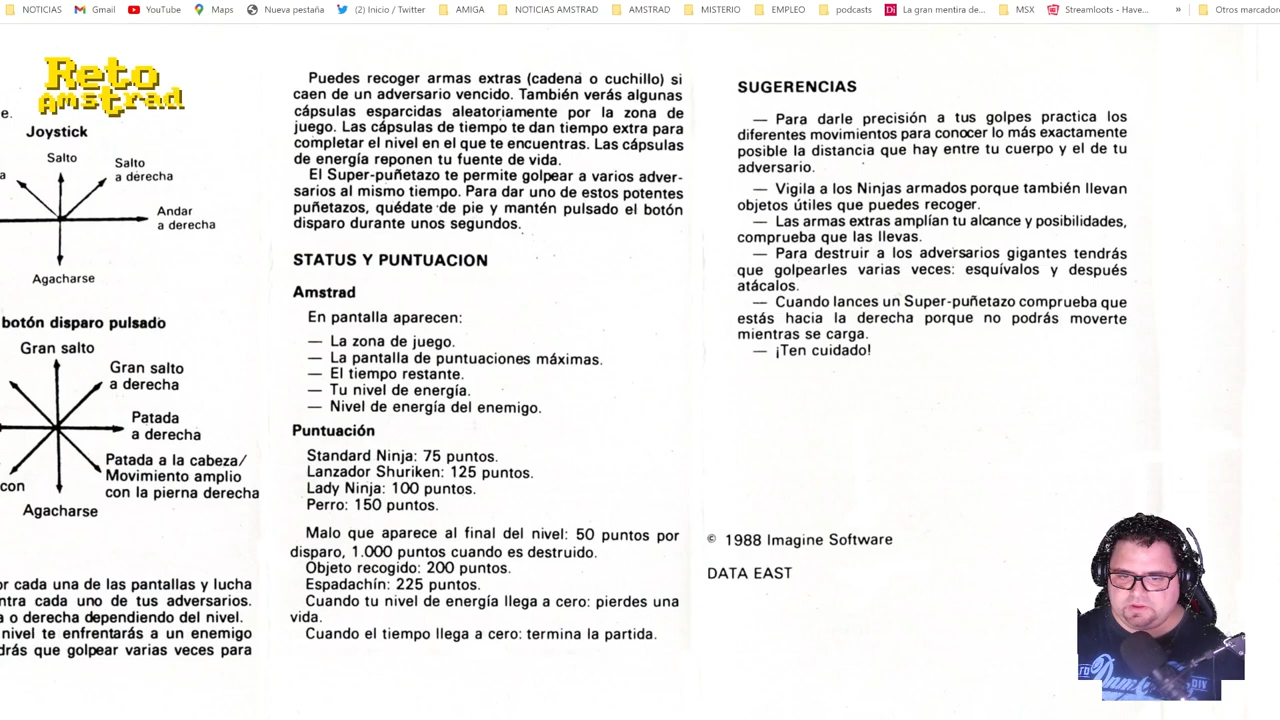 NOTICIAS
Gmail
YouTube
Maps
Nueva pestaña
(2) Inicio / Twitter
AMIGA
NOTICIAS AMSTRAD
AMSTRAD
MISTERIO
EMPLEO
podcasts
La gran mentira de...
MSX
Streamloots - Have...
»
Otros marcadore
Reto
Amstrad
e.
Joystick
Salto
Salto
a derecha
a
Andar
a derecha
Agacharse
botón disparo pulsado
Gran salto
Gran salto
a derecha
Patada
a derecha
Patada a la cabeza/
Movimiento amplio
con la pierna derecha
con
Agacharse
or cada una de las pantallas y lucha
ntra cada uno de tus adversarios.
a o derecha dependiendo del nivel.
nivel te enfrentarás a un enemigo
drás que golpear varias veces para
Puedes recoger armas extras (cadena o cuchillo) si
caen de un adversario vencido. También verás algunas
cápsulas esparcidas aleatoriamente por la zona de
juego. Las cápsulas de tiempo te dan tiempo extra para
completar el nivel en el que te encuentras. Las cápsulas
de energía reponen tu fuente de vida.
El Super-puñetazo te permite golpear a varios adver-
sarios al mismo tiempo. Para dar uno de estos potentes
puñetazos, quédate de pie y mantén pulsado el botón
disparo durante unos segundos.
STATUS Y PUNTUACION
Amstrad
En pantalla aparecen:
— La zona de juego.
— La pantalla de puntuaciones máximas.
— El tiempo restante.
— Tu nivel de energía.
— Nivel de energía del enemigo.
Puntuación
Standard Ninja: 75 puntos.
Lanzador Shuriken: 125 puntos.
Lady Ninja: 100 puntos.
Perro: 150 puntos.
Malo que aparece al final del nivel: 50 puntos por
disparo, 1.000 puntos cuando es destruido.
Objeto recogido: 200 puntos.
Espadachín: 225 puntos.
Cuando tu nivel de energía llega a cero: pierdes una
vida.
Cuando el tiempo llega a cero: termina la partida.
SUGERENCIAS
— Para darle precisión a tus golpes practica los
diferentes movimientos para conocer lo más exactamente
posible la distancia que hay entre tu cuerpo y el de tu
adversario.
— Vigila a los Ninjas armados porque también llevan
objetos útiles que puedes recoger.
— Las armas extras amplían tu alcance y posibilidades,
comprueba que las llevas.
— Para destruir a los adversarios gigantes tendrás
que golpearles varias veces: esquívalos y después
atácalos.
— Cuando lances un Super-puñetazo comprueba que
estás hacia la derecha porque no podrás moverte
mientras se carga.
— ¡Ten cuidado!
© 1988 Imagine Software
DATA EAST